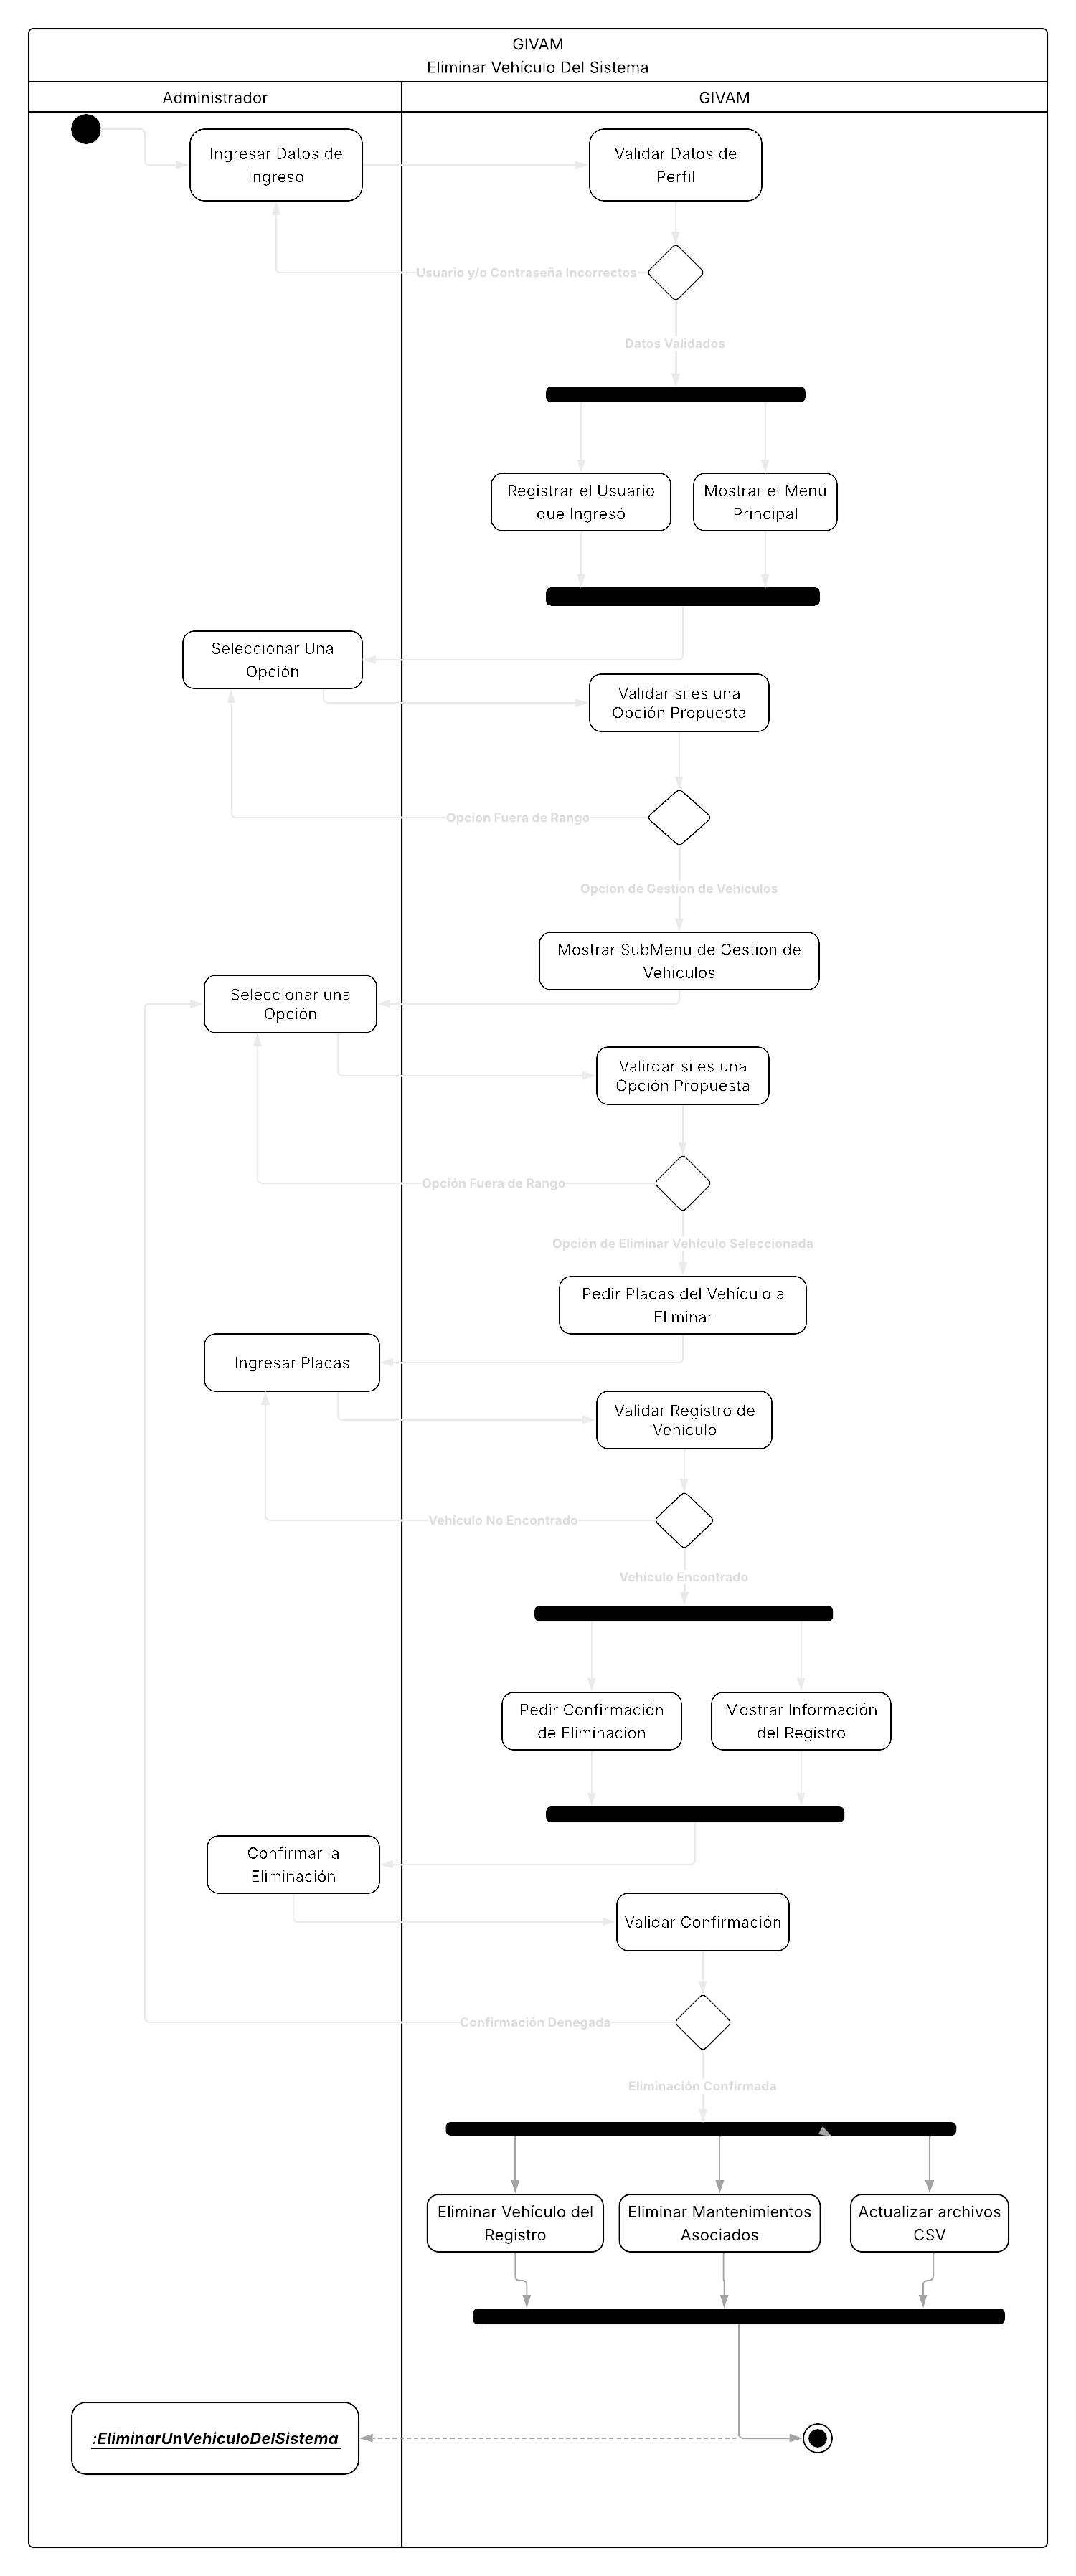 GIVAM
Eliminar Vehículo Del Sistema
Administrador
GIVAM
Ingresar Datos de
Ingreso
Validar Datos de
Perfil
Usuario y/o Contraseña Incorrectos
Datos Validados
Registrar el Usuario
que Ingresó
Mostrar el Menú
Principal
Seleccionar Una
Opción
Validar si es una
Opción Propuesta
Opcion Fuera de Rango
Opcion de Gestion de Vehiculos
Mostrar SubMenu de Gestion de
Vehiculos
Seleccionar una
Opción
Valirdar si es una
Opción Propuesta
Opción Fuera de Rango
Opción de Eliminar Vehículo Seleccionada
Pedir Placas del Vehículo a
Eliminar
Ingresar Placas
Validar Registro de
Vehículo
Vehículo No Encontrado
Vehículo Encontrado
Pedir Confirmación
de Eliminación
Mostrar Información
del Registro
Confirmar la
Eliminación
Validar Confirmación
Confirmación Denegada
Eliminación Confirmada
Eliminar Vehículo del
Registro
Eliminar Mantenimientos
Asociados
Actualizar archivos
CSV
:EliminarUnVehiculoDelSistema